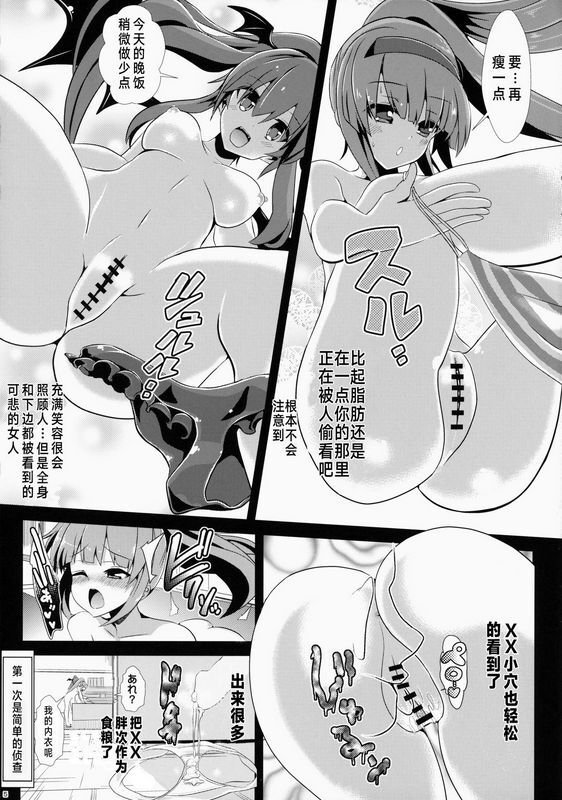 要…再
瘦一点
スル…
比起脂肪还是
在一点你的那里
正在被人偷看吧
根本不会
注意到
今天的晚饭
稍微做少点
ジュルルル
充满笑容很会
照顾人…但是全身
和下边都被看到的
可悲的女人
XX小穴也轻松
的看到了
出来很多
把XX
胖次作为
食粮了
あれ？
我的内衣呢
第一次是简单的侦查
5